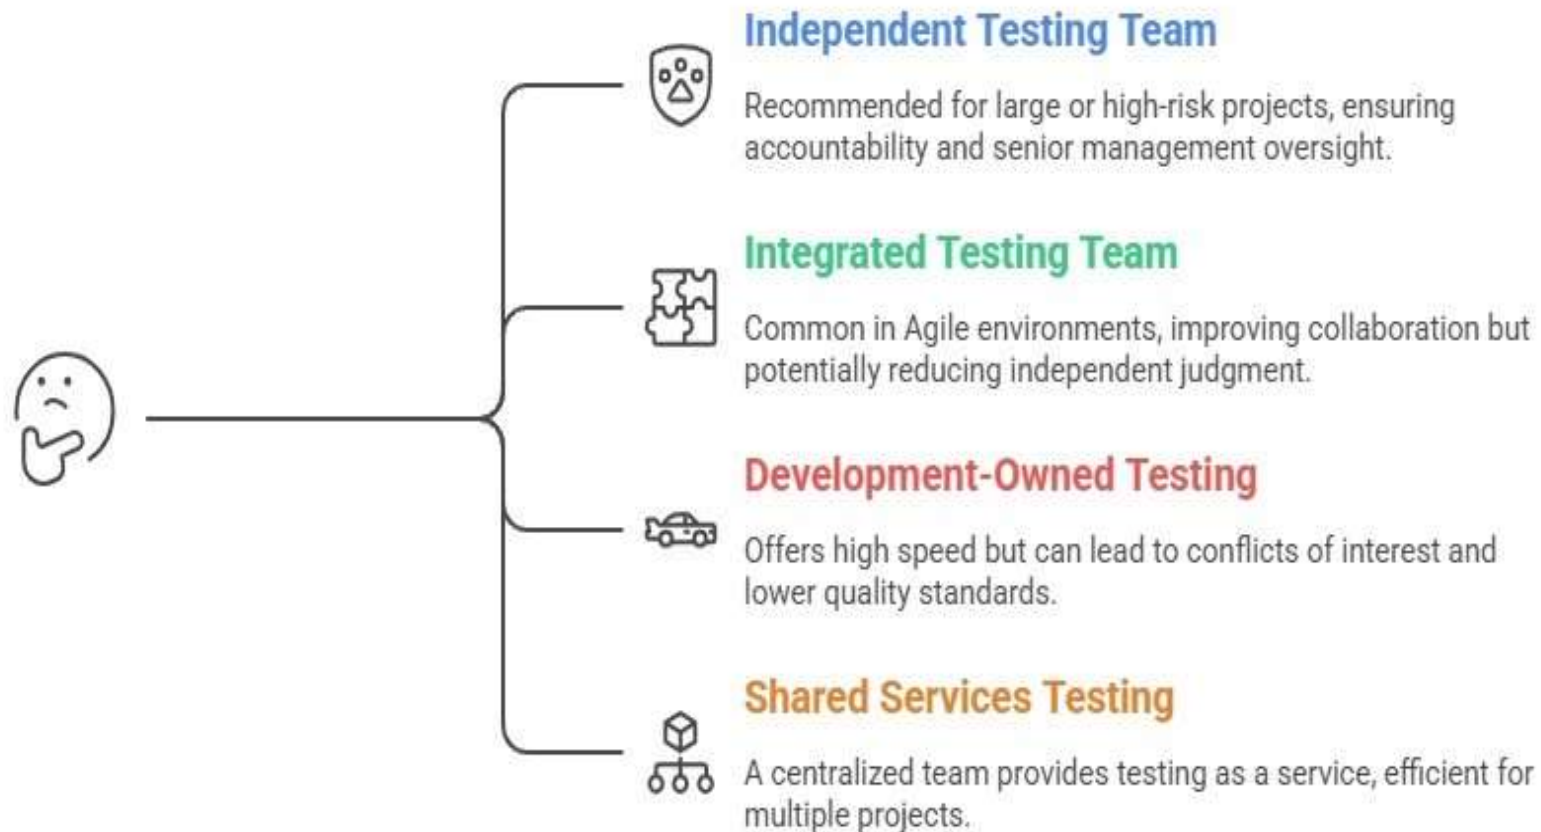 Independent Testing Team
Recommended for large or high-risk projects, ensuring
accountability and senior management oversight.
Integrated Testing Team
Common in Agile environments, improving collaboration but
potentially reducing independent judgment.
Development-Owned Testing
Offers high speed but can lead to conflicts of interest and
lower quality standards.
Shared Services Testing
A centralized team provides testing as a service, efficient for
multiple projects.